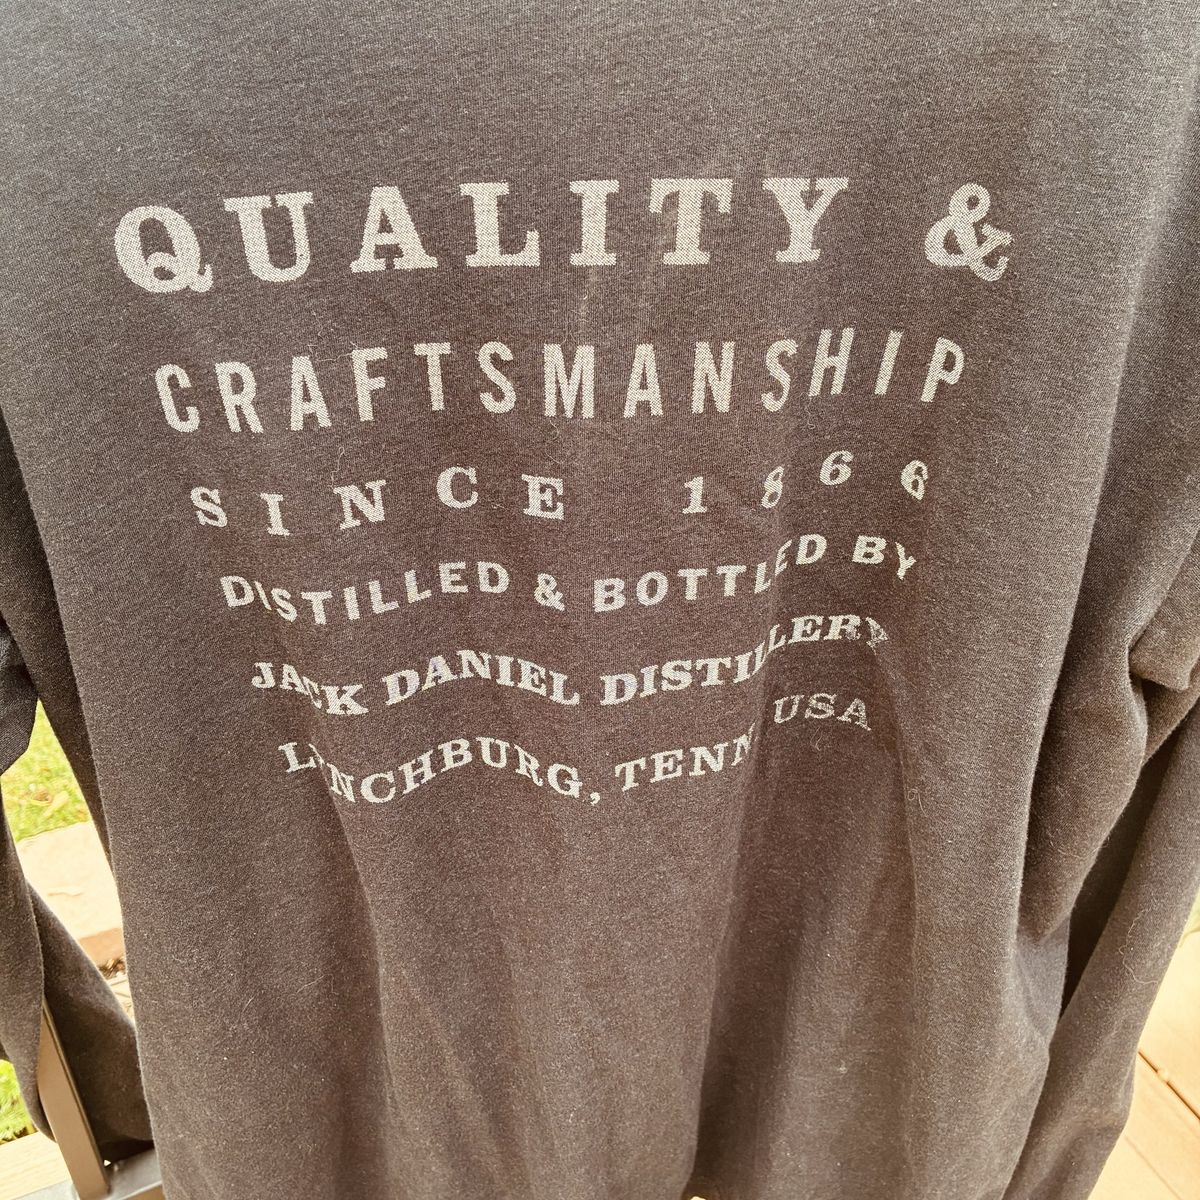 QUALITY &
CRAFTSMANSHIP
SINCE 1866
DISTILLED & BOTTLED BY
JACK DANIEL DISTILLERY
LYNCHBURG, TENN USA